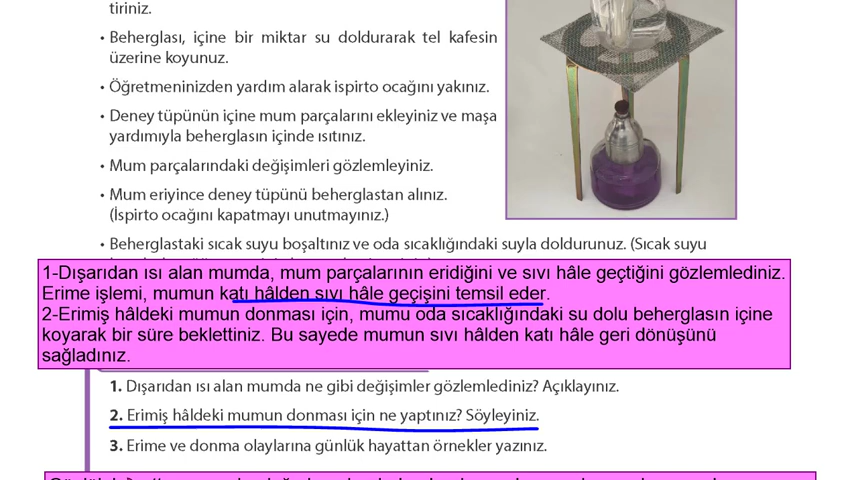 tiriniz.
• Beherglası, içine bir miktar su doldurarak tel kafesin
üzerine koyunuz.
• Öğretmeninizden yardım alarak ispirto ocağını yakınız.
• Deney tüpünün içine mum parçalarını ekleyiniz ve maşa
yardımıyla beherglasın içinde ısıtınız.
• Mum parçalarındaki değişimleri gözlemleyiniz.
• Mum eriyince deney tüpünü beherglastan alınız.
(İspirto ocağını kapatmayı unutmayınız.)
• Beherglastaki sıcak suyu boşaltınız ve oda sıcaklığındaki suyla doldurunuz. (Sıcak suyu
1-Dışarıdan ısı alan mumda, mum parçalarının eridiğini ve sıvı hâle geçtiğini gözlemlediniz.
Erime işlemi, mumun katı hâlden sıvı hâle geçişini temsil eder.
2-Erimiş hâldeki mumun donması için, mumu oda sıcaklığındaki su dolu beherglasın içine
koyarak bir süre beklettiniz. Bu sayede mumun sıvı hâlden katı hâle geri dönüşünü
sağladınız.
1. Dışarıdan ısı alan mumda ne gibi değişimler gözlemlediniz? Açıklayınız.
2. Erimiş hâldeki mumun donması için ne yaptınız? Söyleyiniz.
3. Erime ve donma olaylarına günlük hayattan örnekler yazınız.